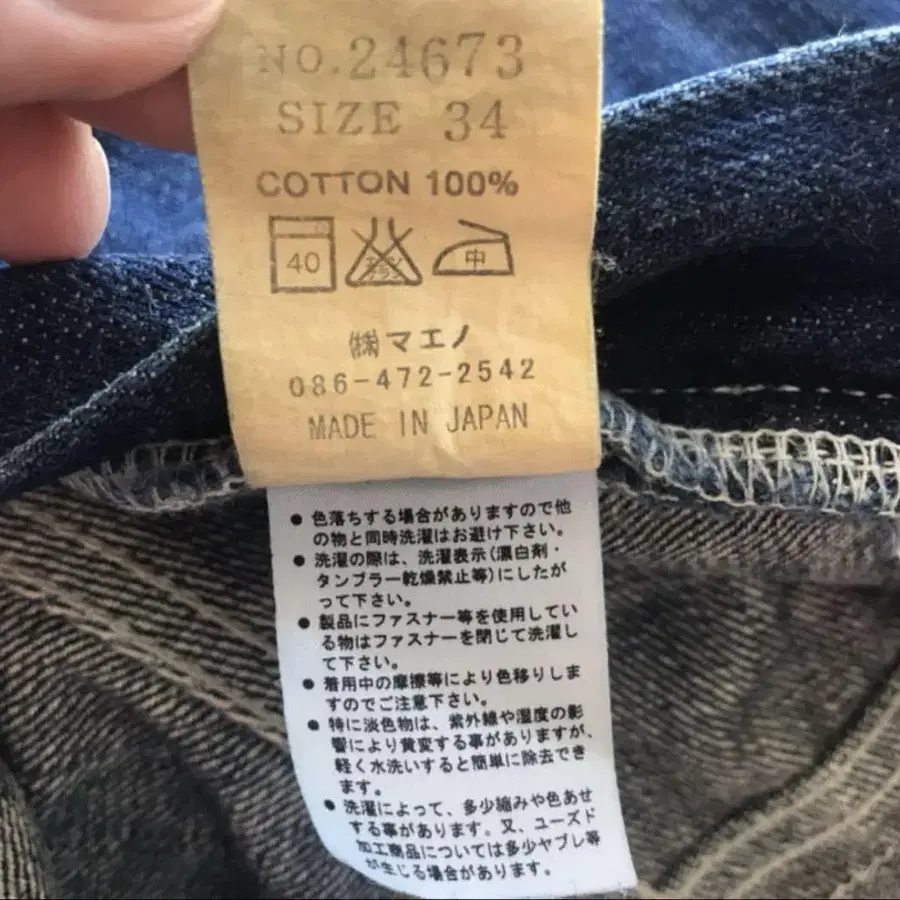 NO.24673
SIZE 34
COTTON 100%
40 エンソ サラシ 中
㈱マエノ
086-472-2542
MADE IN JAPAN
● 色落ちする場合がありますので他
の物と同時洗濯はお避け下さい。
● 洗濯の際は、洗濯表示(漂白剤・
タンブラー乾燥禁止等)にしたが
って下さい。
● 製品にファスナー等を使用してい
る物はファスナーを閉じて洗濯し
て下さい。
● 着用中の摩擦等により色移りしま
すのでご注意下さい。
● 特に淡色物は、紫外線や湿度の影
響により黄変する事がありますが、
軽く水洗いすると簡単に除去でき
ます。
● 洗濯によって、多少縮みや色あせ
する事があります。又、ユーズド
加工商品については多少ヤブレ等
が生じる場合があります。